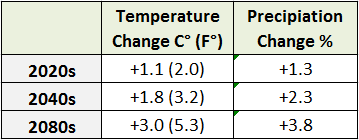 Temperature Precipiation
Change C° (F°) Change %
2020s +1.1 (2.0) +1.3
2040s +1.8 (3.2) +2.3
2080s +3.0 (5.3) +3.8